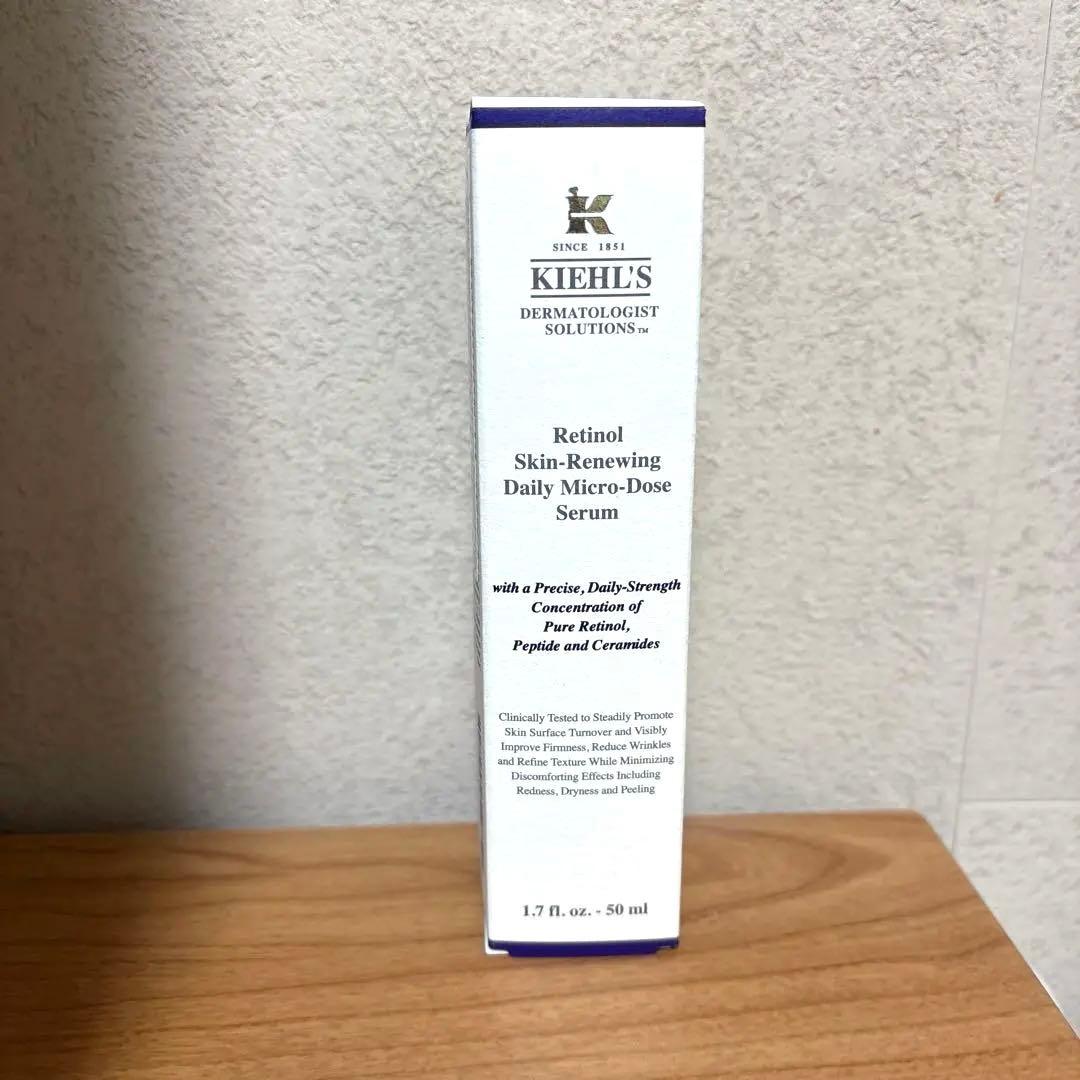 K
SINCE 1851
KIEHL'S
DERMATOLOGIST
SOLUTIONS™
Retinol
Skin-Renewing
Daily Micro-Dose
Serum
with a Precise, Daily-Strength
Concentration of
Pure Retinol,
Peptide and Ceramides
Clinically Tested to Steadily Promote
Skin Surface Turnover and Visibly
Improve Firmness, Reduce Wrinkles
and Refine Texture While Minimizing
Discomforting Effects Including
Redness, Dryness and Peeling
1.7 fl. oz. - 50 ml